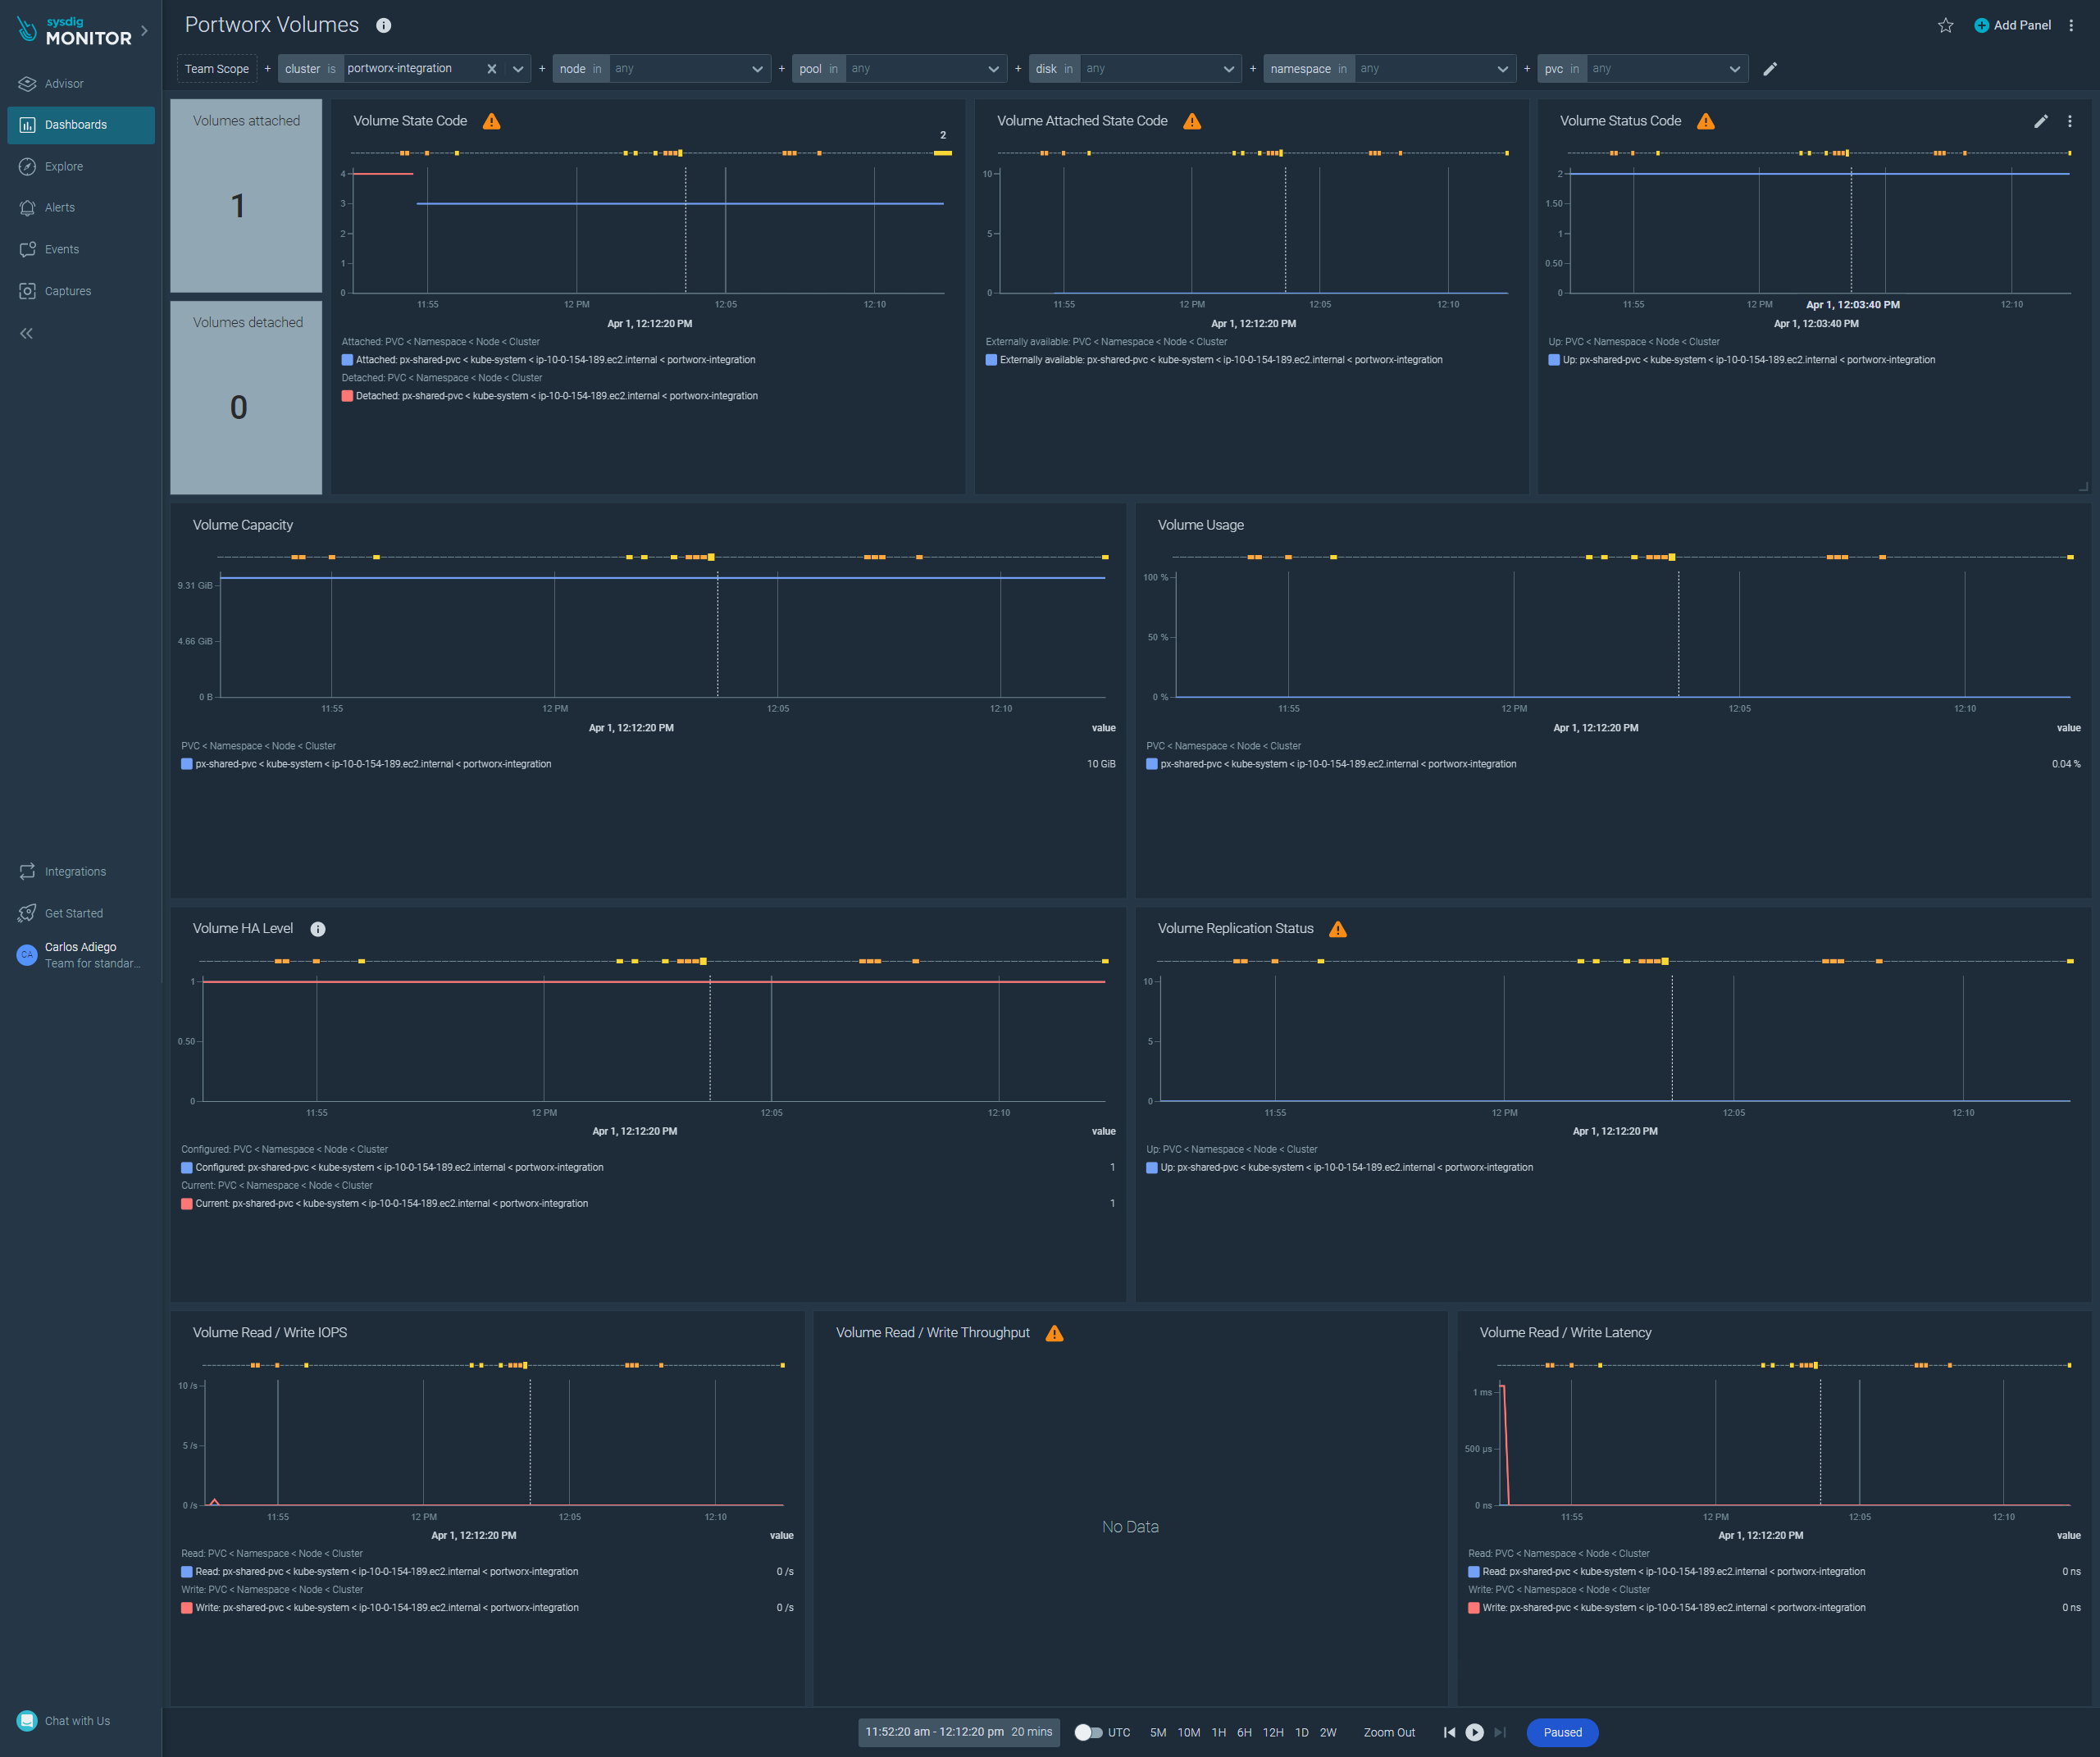 sysdig
MONITOR
Advisor
Dashboards
Explore
Alerts
Events
Captures
Integrations
Get Started
CA
Carlos Adiego
Team for standar...
Chat with Us
Portworx Volumes
Add Panel
Team Scope + cluster is portworx-integration + node in any + pool in any + disk in any + namespace in any + pvc in any
Volumes attached
1
Volumes detached
0
Volume State Code
2
4
3
2
1
0
11:55 12 PM 12:05 12:10
Apr 1, 12:12:20 PM
Attached: PVC < Namespace < Node < Cluster
Attached: px-shared-pvc < kube-system < ip-10-0-154-189.ec2.internal < portworx-integration
Detached: PVC < Namespace < Node < Cluster
Detached: px-shared-pvc < kube-system < ip-10-0-154-189.ec2.internal < portworx-integration
Volume Attached State Code
10
5
0
11:55 12 PM 12:05 12:10
Apr 1, 12:12:20 PM
Externally available: PVC < Namespace < Node < Cluster
Externally available: px-shared-pvc < kube-system < ip-10-0-154-189.ec2.internal < portworx-integration
Volume Status Code
2
1.50
1
0.50
0
11:55 12 PM Apr 1, 12:03:40 PM 12:10
Apr 1, 12:03:40 PM
Up: PVC < Namespace < Node < Cluster
Up: px-shared-pvc < kube-system < ip-10-0-154-189.ec2.internal < portworx-integration
Volume Capacity
9.31 GiB
4.66 GiB
0 B
11:55 12 PM 12:05 12:10
Apr 1, 12:12:20 PM value
PVC < Namespace < Node < Cluster
px-shared-pvc < kube-system < ip-10-0-154-189.ec2.internal < portworx-integration 10 GiB
Volume Usage
100 %
50 %
0 %
11:55 12 PM 12:05 12:10
Apr 1, 12:12:20 PM value
PVC < Namespace < Node < Cluster
px-shared-pvc < kube-system < ip-10-0-154-189.ec2.internal < portworx-integration 0.04 %
Volume HA Level
1
0.50
0
11:55 12 PM 12:05 12:10
Apr 1, 12:12:20 PM value
Configured: PVC < Namespace < Node < Cluster
Configured: px-shared-pvc < kube-system < ip-10-0-154-189.ec2.internal < portworx-integration 1
Current: PVC < Namespace < Node < Cluster
Current: px-shared-pvc < kube-system < ip-10-0-154-189.ec2.internal < portworx-integration 1
Volume Replication Status
10
5
0
11:55 12 PM 12:05 12:10
Apr 1, 12:12:20 PM
Up: PVC < Namespace < Node < Cluster
Up: px-shared-pvc < kube-system < ip-10-0-154-189.ec2.internal < portworx-integration
Volume Read / Write IOPS
10 /s
5 /s
0 /s
11:55 12 PM 12:05 12:10
Apr 1, 12:12:20 PM value
Read: PVC < Namespace < Node < Cluster
Read: px-shared-pvc < kube-system < ip-10-0-154-189.ec2.internal < portworx-integration 0 /s
Write: PVC < Namespace < Node < Cluster
Write: px-shared-pvc < kube-system < ip-10-0-154-189.ec2.internal < portworx-integration 0 /s
Volume Read / Write Throughput
No Data
Volume Read / Write Latency
1 ms
500 µs
0 ns
11:55 12 PM 12:05 12:10
Apr 1, 12:12:20 PM value
Read: PVC < Namespace < Node < Cluster
Read: px-shared-pvc < kube-system < ip-10-0-154-189.ec2.internal < portworx-integration 0 ns
Write: PVC < Namespace < Node < Cluster
Write: px-shared-pvc < kube-system < ip-10-0-154-189.ec2.internal < portworx-integration 0 ns
11:52:20 am - 12:12:20 pm 20 mins UTC 5M 10M 1H 6H 12H 1D 2W Zoom Out Paused